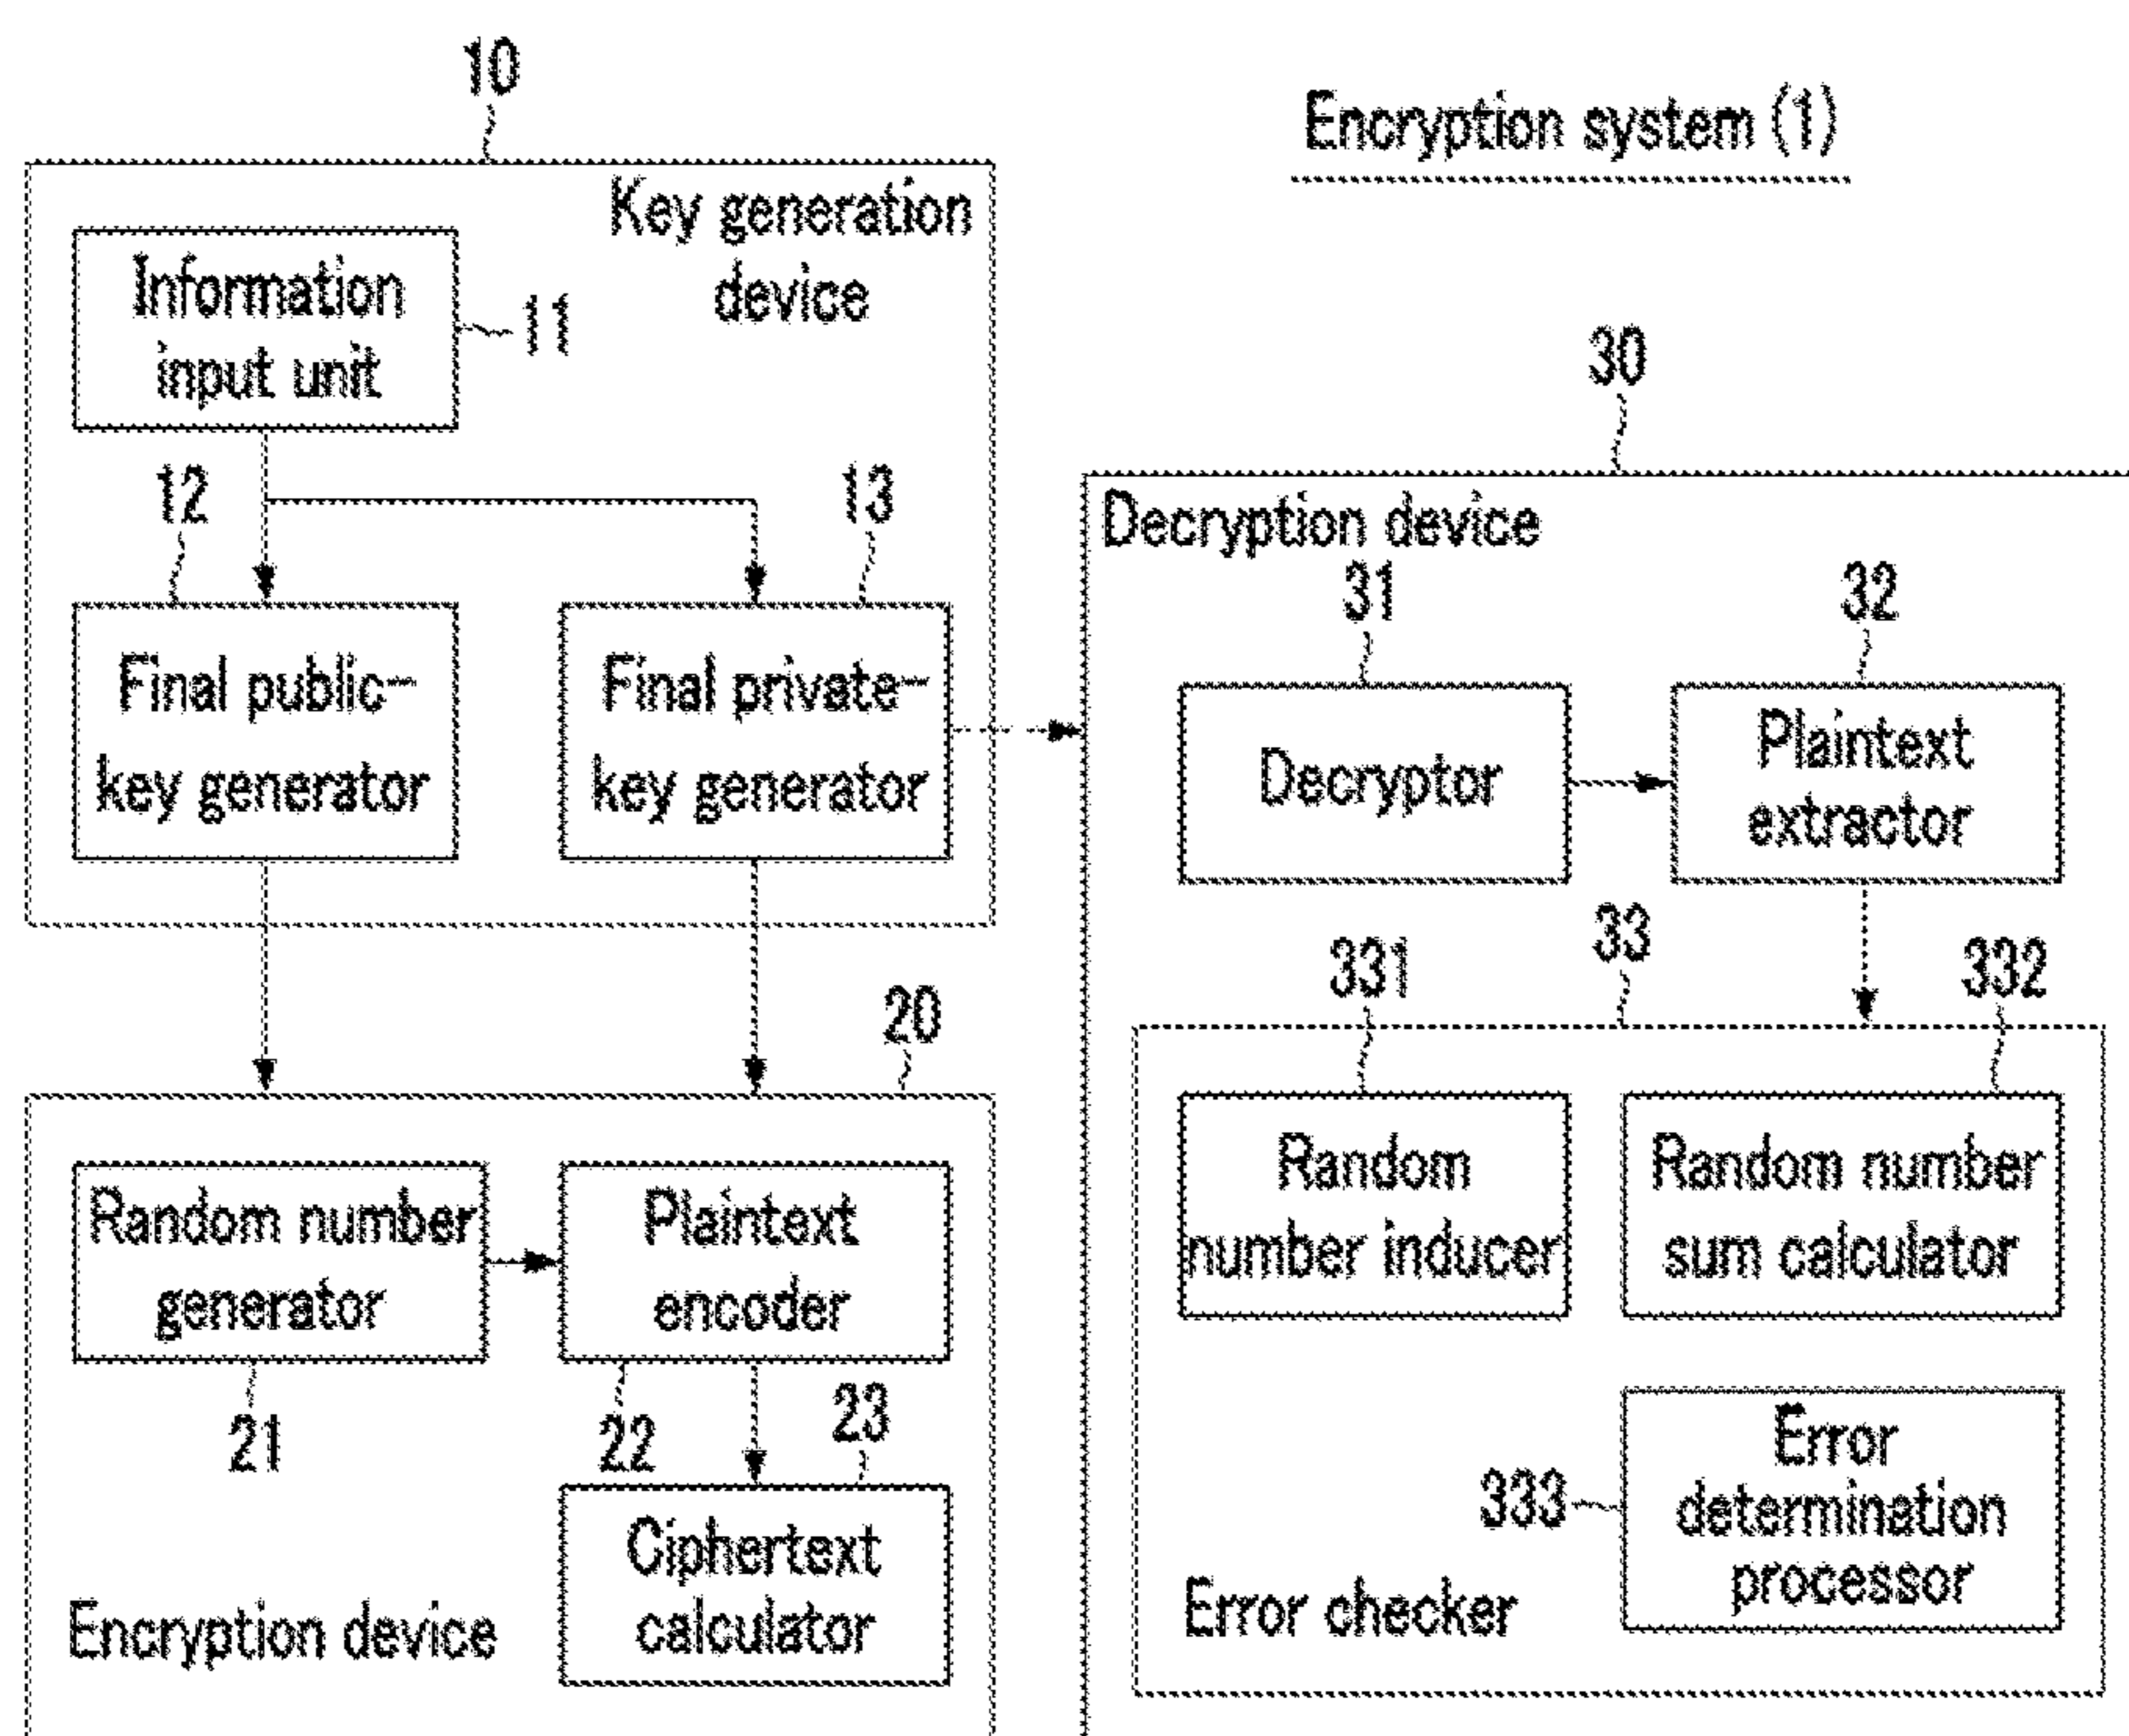 10
Encryption system (1)
Key generation
device
Information
input unit
11
12
13
Final public-
key generator
Final private-
key generator
30
Decryption device
31
32
Decryptor
Plaintext
extractor
33
331
332
Random
number inducer
Random number
sum calculator
Error
determination
processor
333
Error checker
20
Random number
generator
Plaintext
encoder
21
22
23
Ciphertext
calculator
Encryption device